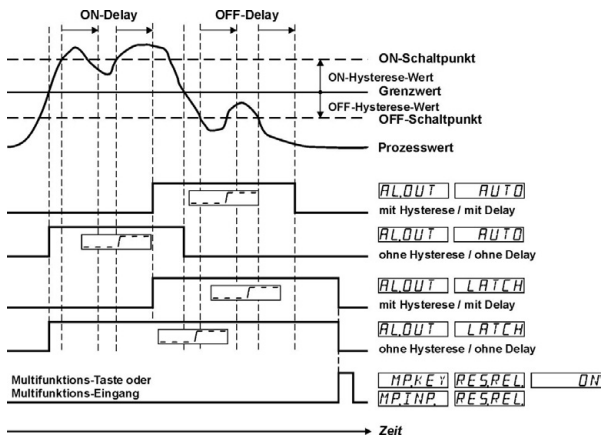 ON-Delay OFF-Delay
ON-Schaltpunkt
ON-Hysterese-Wert
Grenzwert
OFF-Hysterese-Wert
OFF-Schaltpunkt
Prozesswert
AL.OUT AUTO
mit Hysterese / mit Delay
AL.OUT AUTO
ohne Hysterese / ohne Delay
AL.OUT LATCH
mit Hysterese / mit Delay
AL.OUT LATCH
ohne Hysterese / ohne Delay
Multifunktions-Taste oder
Multifunktions-Eingang
MP.KEY RES.REL. ON
MP.INP. RES.REL.
Zeit